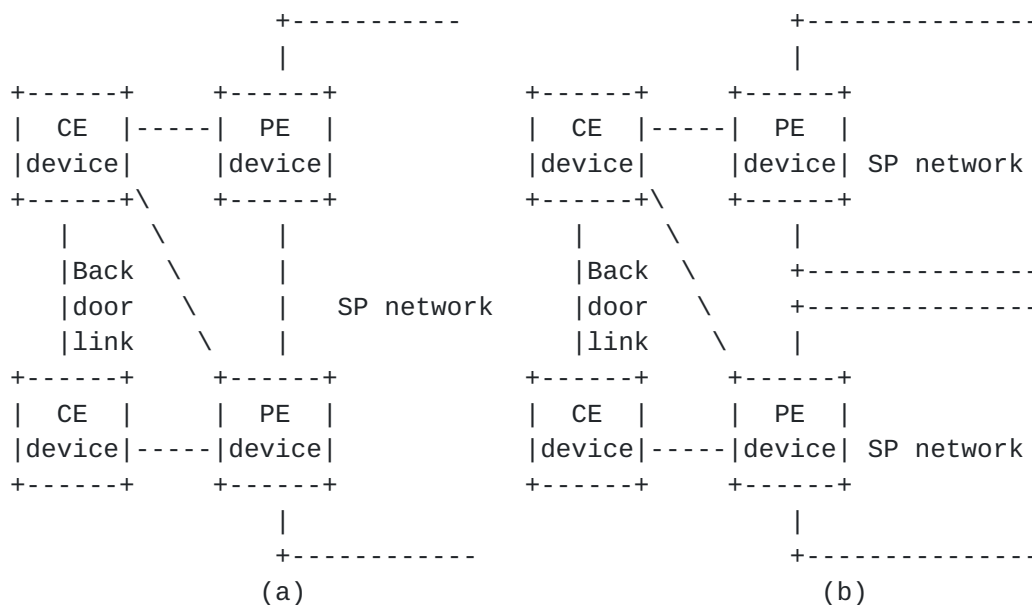 +-----------   +---------------
|   |
+------+ +------+   +------+ +------+
| CE |-----| PE |   | CE |-----| PE |
|device| |device|   |device| |device| SP network
+------+\ +------+   +------+\ +------+
| \ |   | \ |
|Back \ |   |Back \ +---------------
|door \ | SP network   |door \ +---------------
|link \ |   |link \ |
+------+ +------+   +------+ +------+
| CE | | PE |   | CE | | PE |
|device|-----|device|   |device|-----|device| SP network
+------+ +------+   +------+ +------+
|   |
+------------   +---------------
(a)   (b)